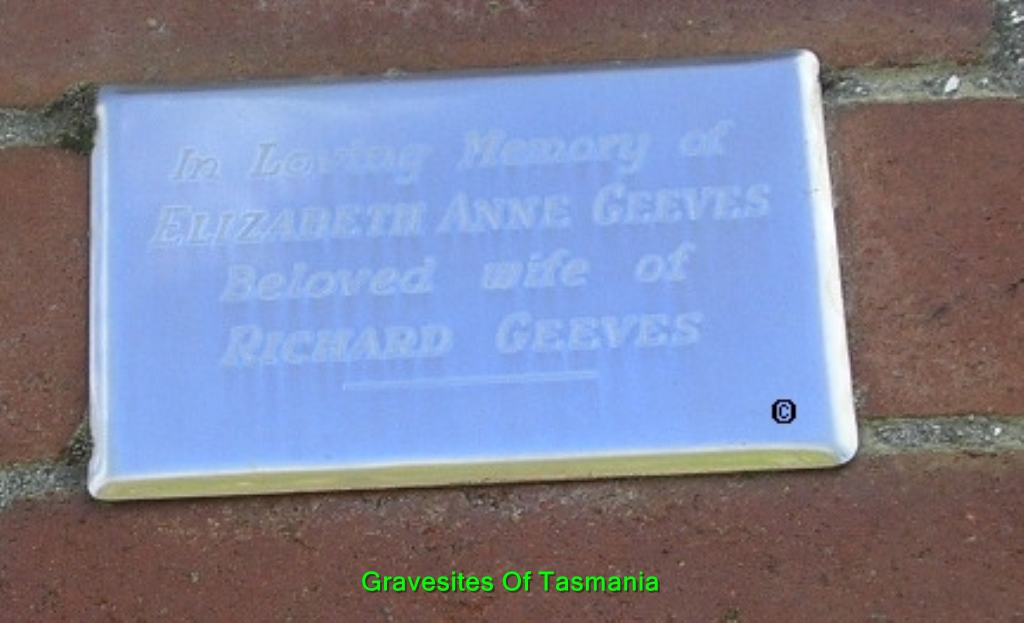 In Loving Memory of
ELIZABETH ANNE GEEVES
Beloved wife of
RICHARD GEEVES
©
Gravesites Of Tasmania